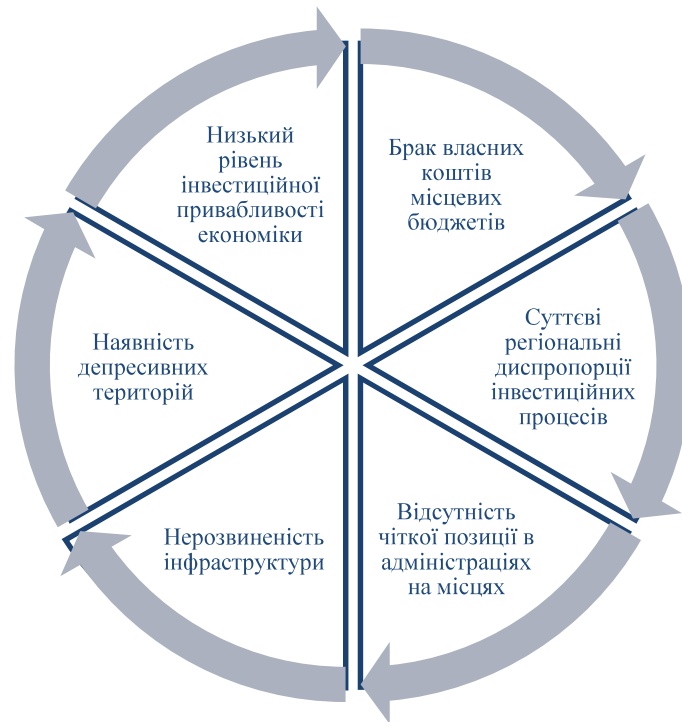 Низький
рівень
інвестиційної
привабливості
економіки
Брак власних
коштів
місцевих
бюджетів
Суттєві
регіональні
диспропорції
інвестиційних
процесів
Відсутність
чіткої позиції в
адміністраціях
на місцях
Нерозвиненість
інфраструктури
Наявність
депресивних
територій